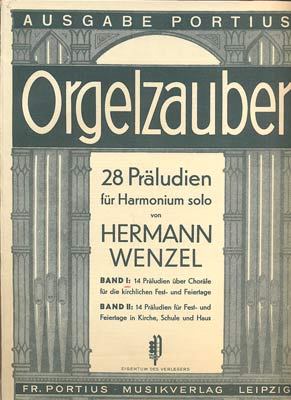 AUSGABE PORTIUS
Orgelzauber
28 Präludien
für Harmonium solo
von
HERMANN
WENZEL
BAND I: 14 Präludien über Choräle
für die kirchlichen Fest- und Feiertage
BAND II: 14 Präludien für Fest- und
Feiertage in Kirche, Schule und Haus
EIGENTUM DES VERLEGERS
FR. PORTIUS · MUSIKVERLAG LEIPZIG